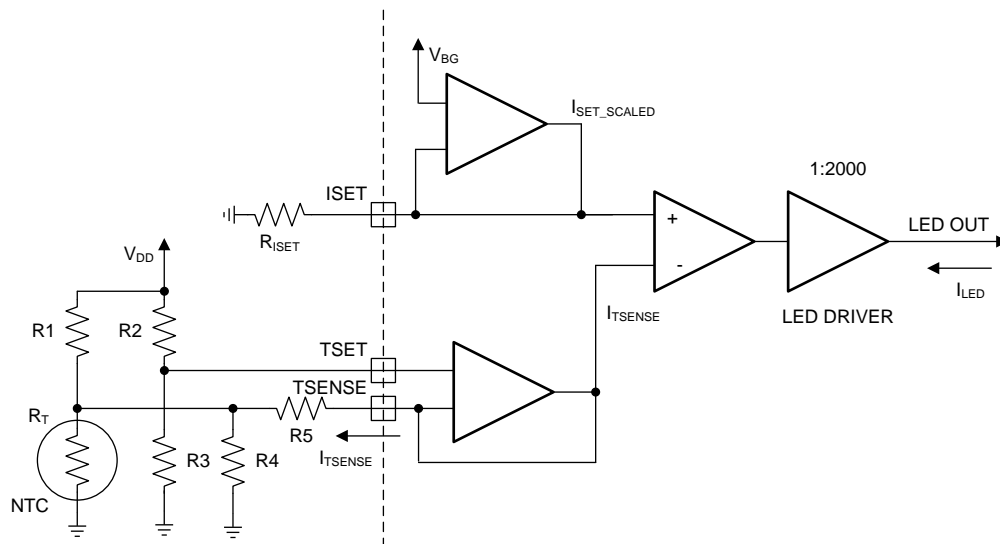 V_BG
I_SET_SCALED
1:2000
ISET
R_ISET
+
-
LED OUT
I_LED
LED DRIVER
V_DD
R1
R2
TSET
TSENSE
I_TSENSE
R_T
R5
I_TSENSE
R3
R4
NTC